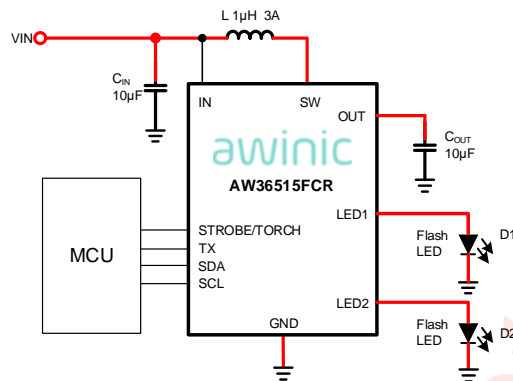 L 1µH 3A
VIN
CIN
10µF
IN
SW
OUT
COUT
10µF
awinic
AW36515FCR
LED1
Flash
LED
D1
MCU
STROBE/TORCH
TX
SDA
SCL
LED2
Flash
LED
D2
GND